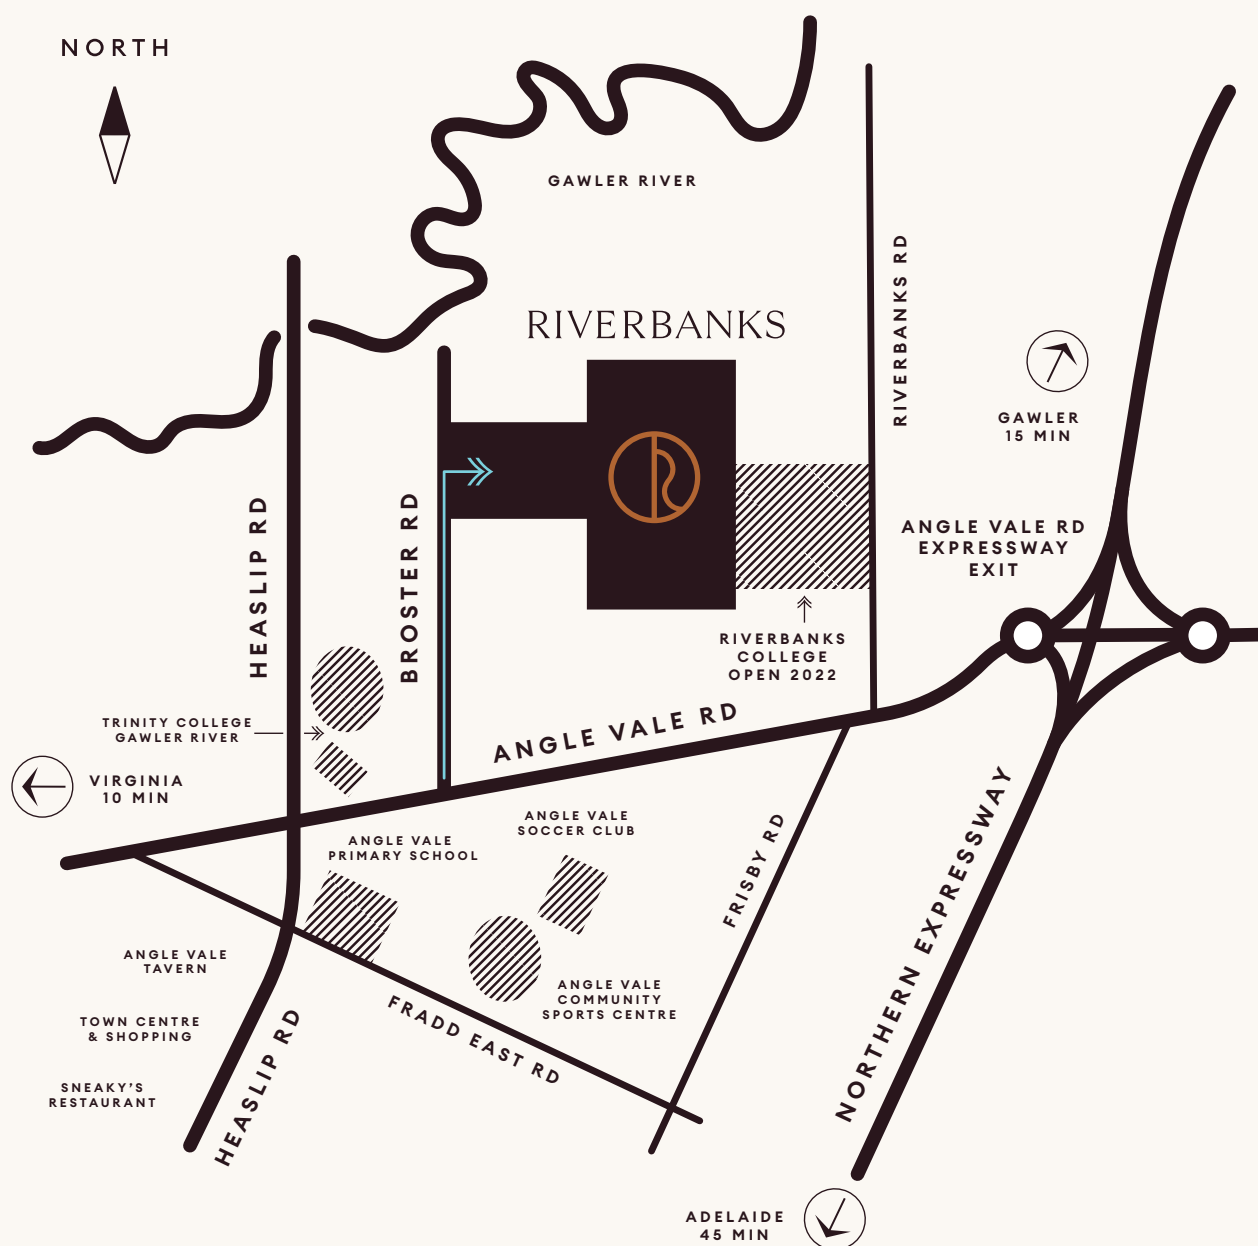 NORTH
GAWLER RIVER
RIVERBANKS
RIVERBANKS RD
GAWLER
15 MIN
HEASLIP RD
BROSTER RD
ANGLE VALE RD
EXPRESSWAY
EXIT
RIVERBANKS
COLLEGE
OPEN 2022
TRINITY COLLEGE
GAWLER RIVER
ANGLE VALE RD
VIRGINIA
10 MIN
ANGLE VALE
SOCCER CLUB
ANGLE VALE
PRIMARY SCHOOL
FRISBY RD
NORTHERN EXPRESSWAY
ANGLE VALE
TAVERN
ANGLE VALE
COMMUNITY
SPORTS CENTRE
TOWN CENTRE
& SHOPPING
FRADD EAST RD
HEASLIP RD
SNEAKY'S
RESTAURANT
ADELAIDE
45 MIN